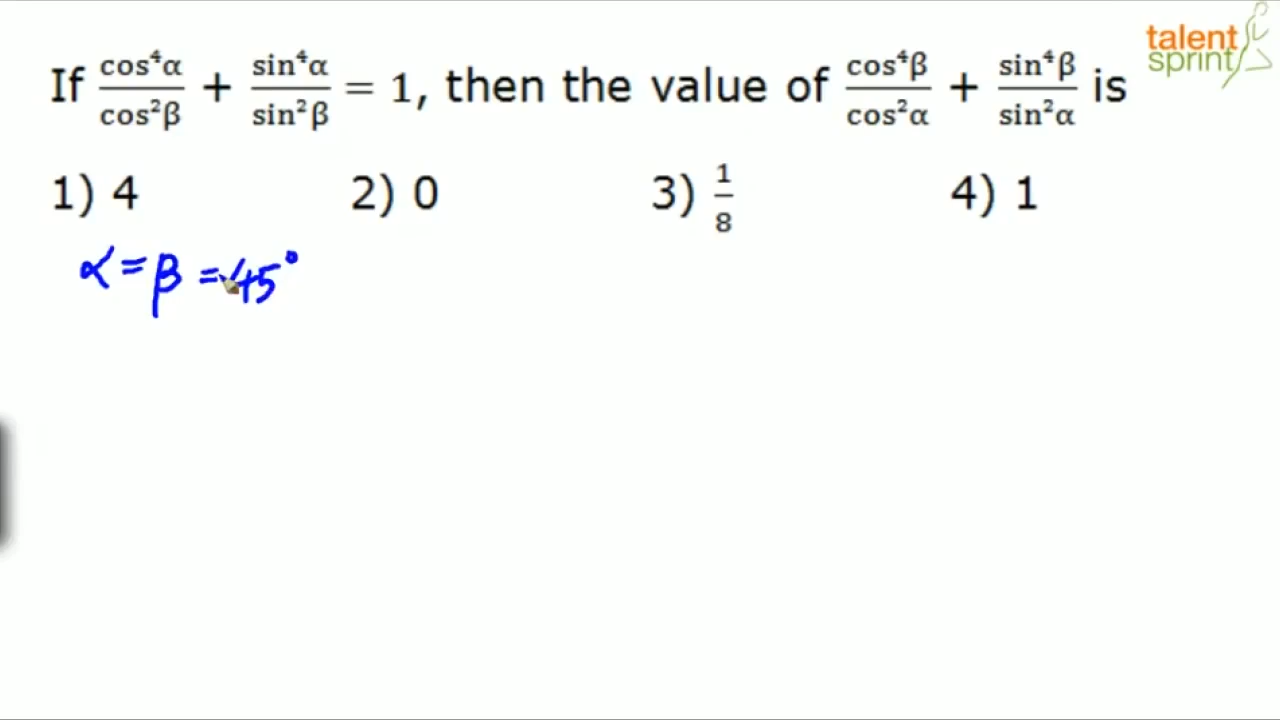 talent
sprint
If cos⁴α/cos²β + sin⁴α/sin²β = 1, then the value of cos⁴β/cos²α + sin⁴β/sin²α is
1) 4 2) 0 3) 1/8 4) 1
α = β = 45°